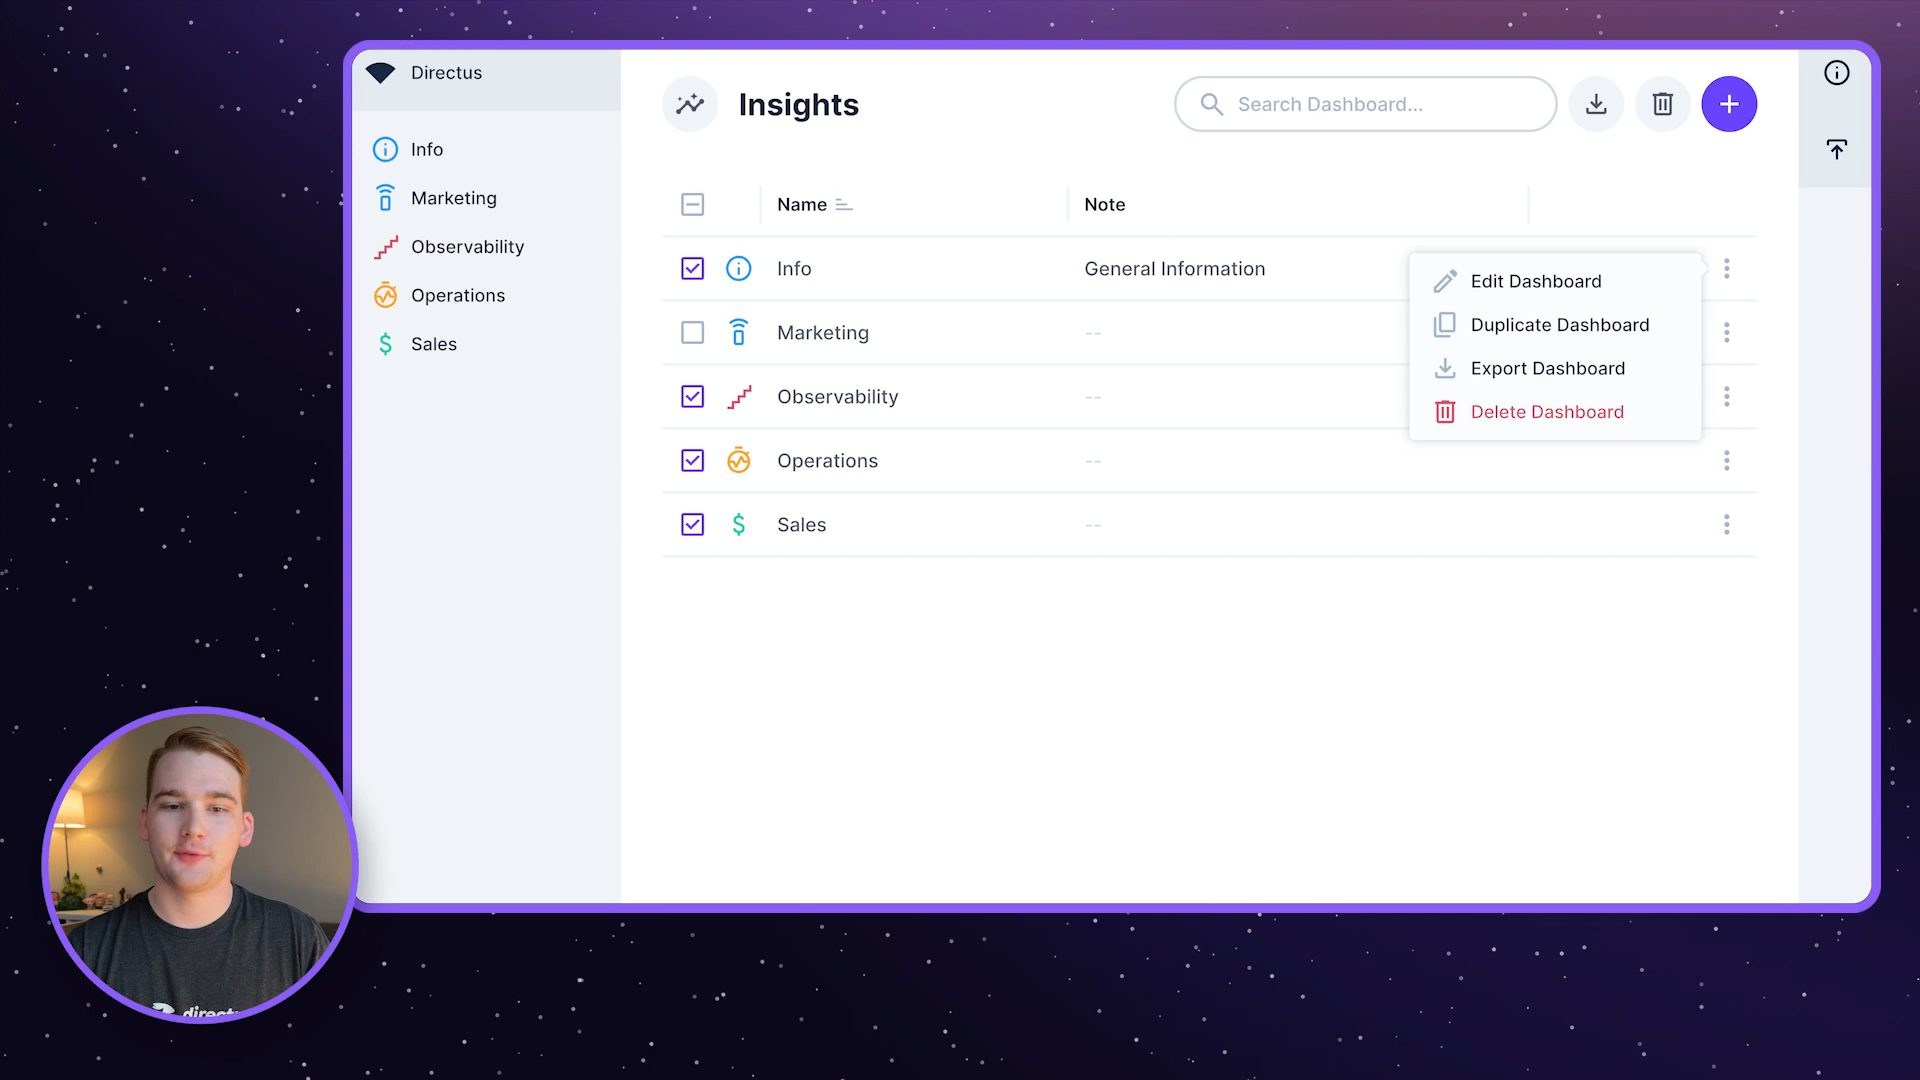 Directus
Info
Marketing
Observability
Operations
Sales
Insights
Search Dashboard...
Name
Note
Info
General Information
Marketing
--
Observability
--
Operations
--
Sales
--
Edit Dashboard
Duplicate Dashboard
Export Dashboard
Delete Dashboard